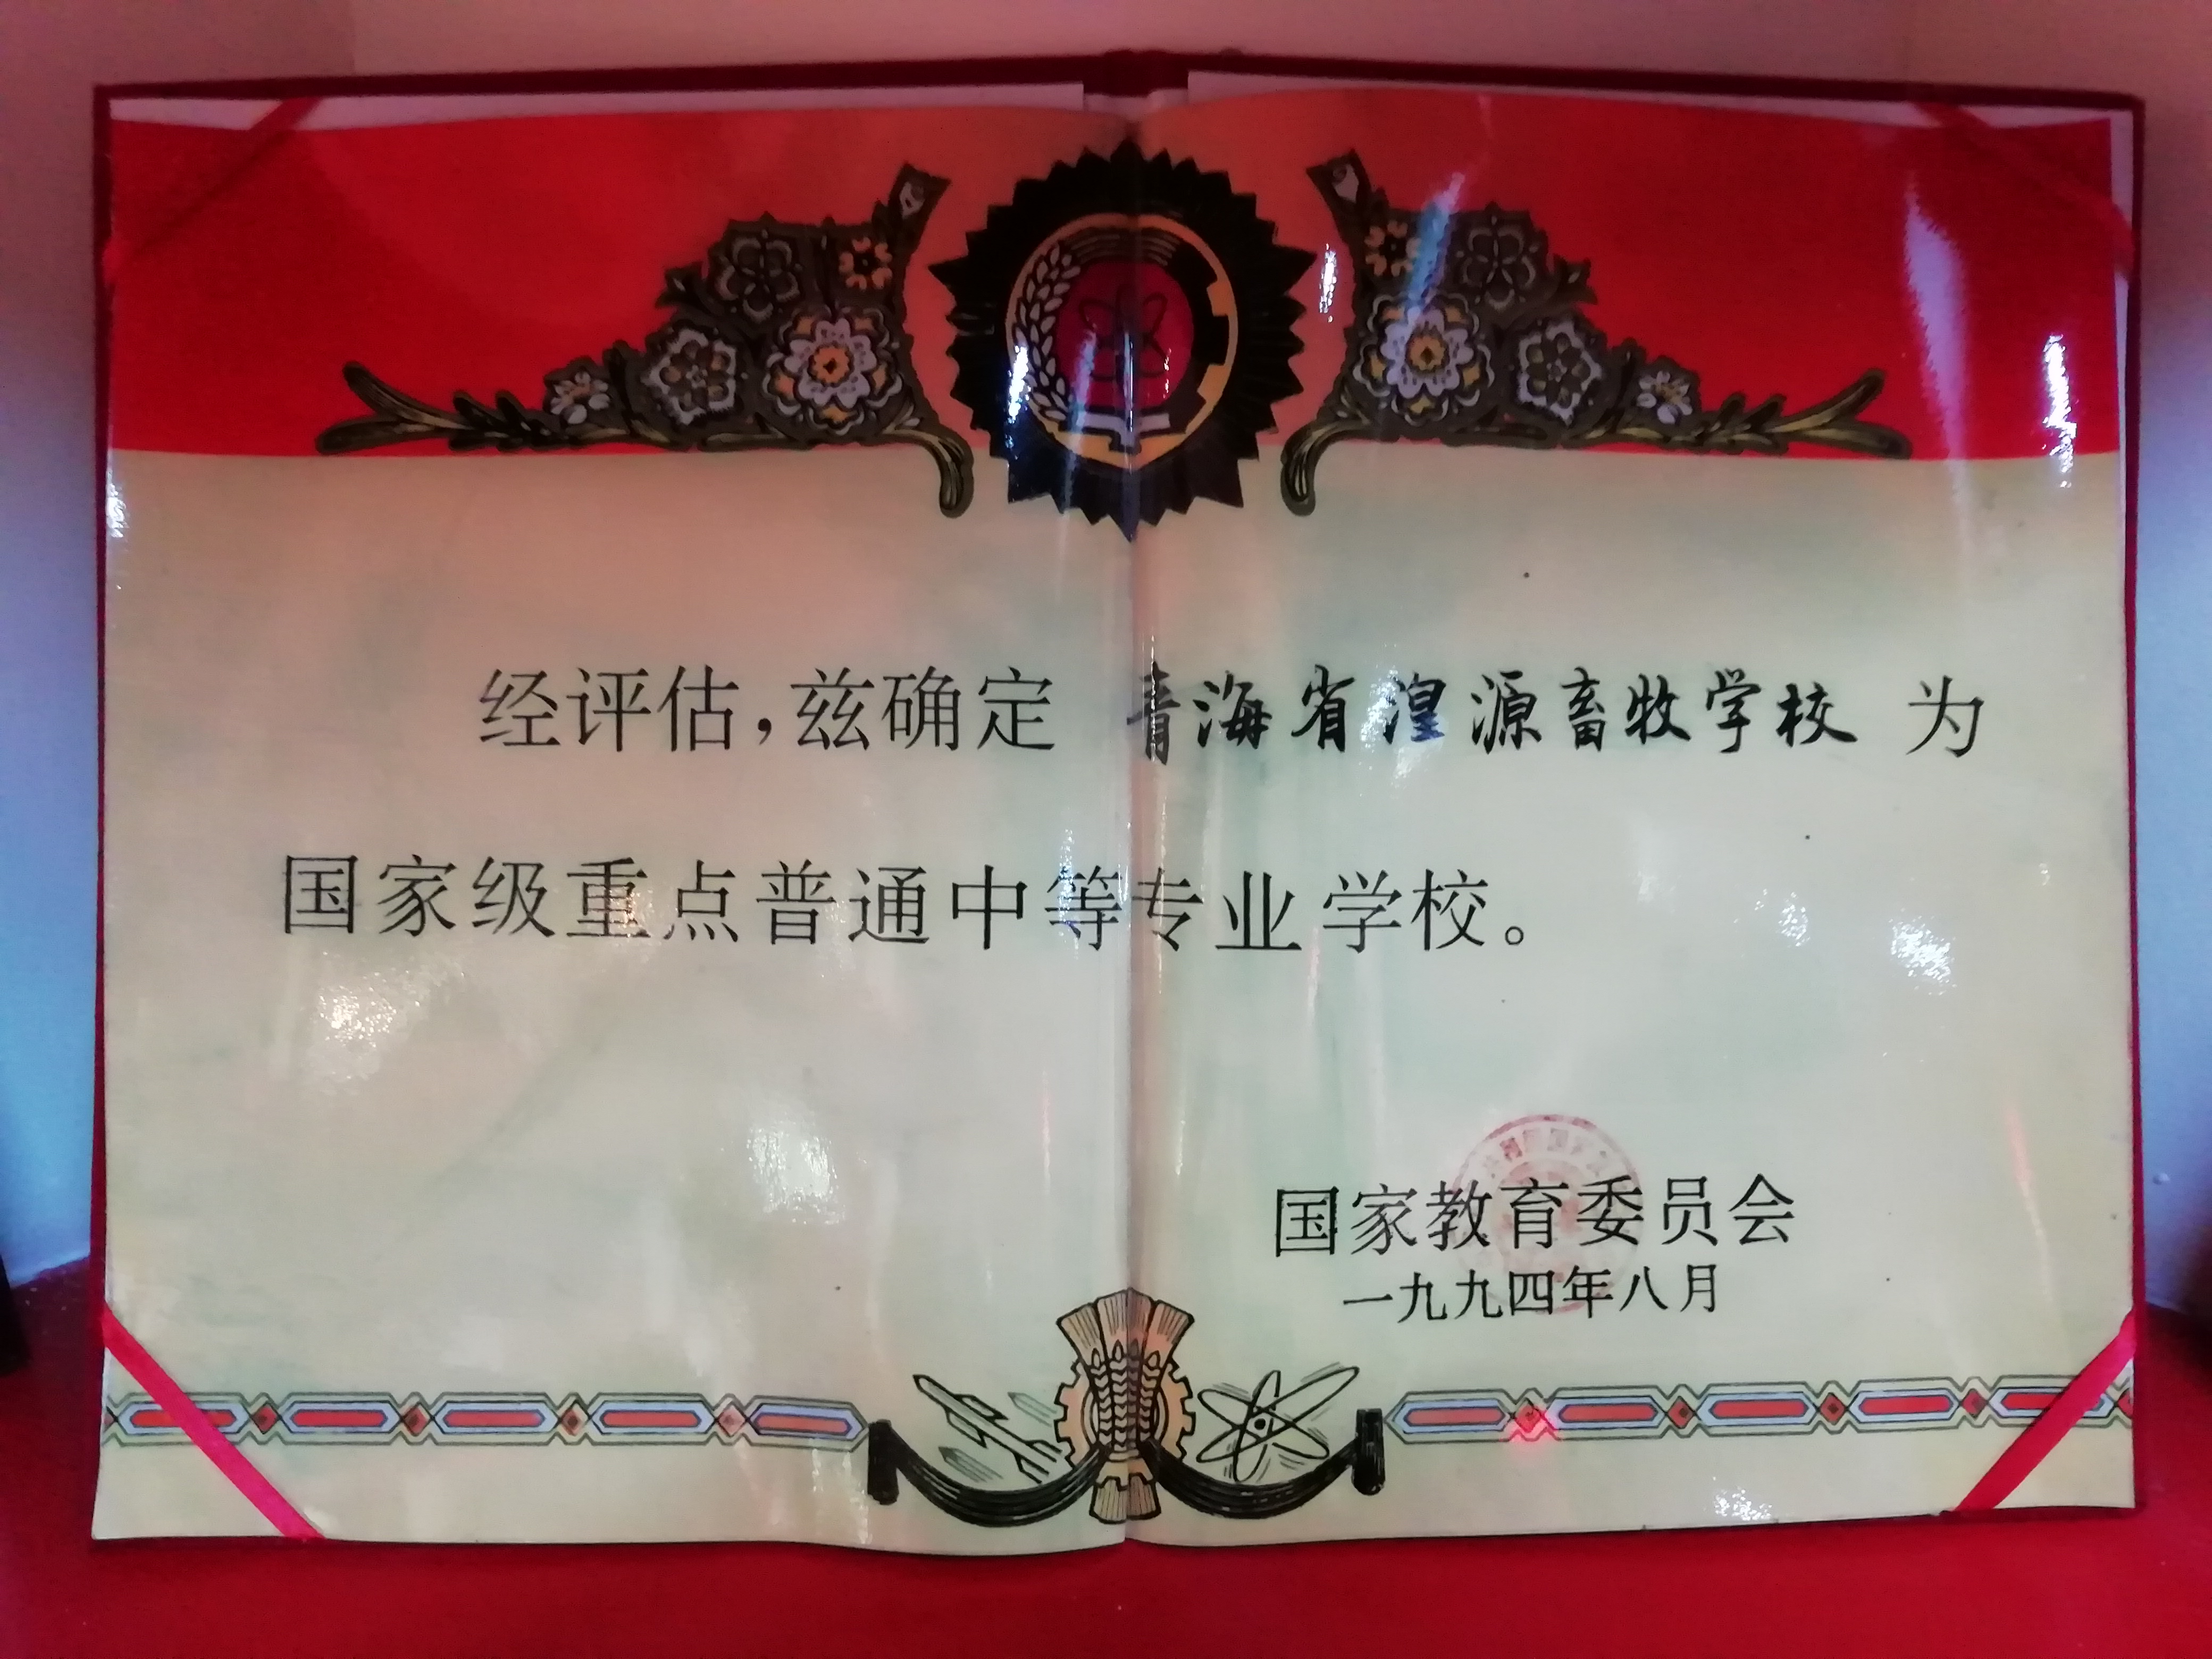 经评估，兹确定 青海省湟源畜牧学校 为
国家级重点普通中等专业学校。
国家教育委员会
一九九四年八月